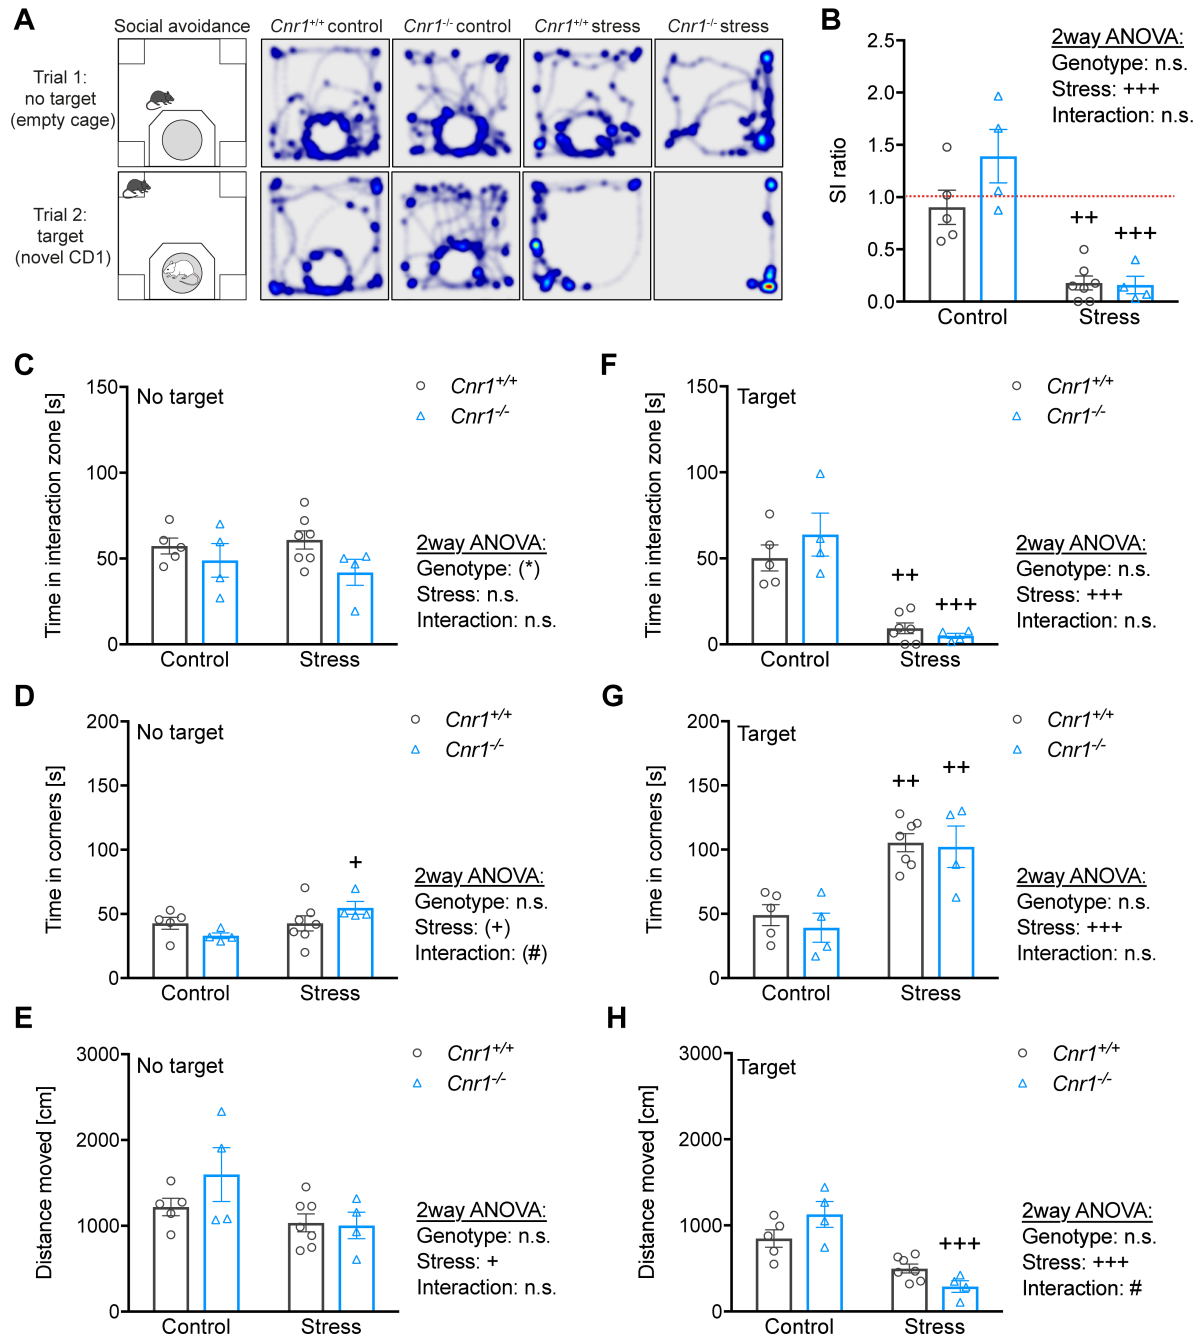 A
Social avoidance
Cnr1+/+ control
Cnr1-/- control
Cnr1+/+ stress
Cnr1-/- stress
Trial 1:
no target
(empty cage)
Trial 2:
target
(novel CD1)
B
2way ANOVA:
Genotype: n.s.
Stress: +++
Interaction: n.s.
SI ratio
2.5
2.0
1.5
1.0
0.5
0.0
++
+++
Control
Stress
C
No target
Cnr1+/+
Cnr1-/-
Time in interaction zone [s]
150
100
50
0
2way ANOVA:
Genotype: (*)
Stress: n.s.
Interaction: n.s.
Control
Stress
F
Target
Cnr1+/+
Cnr1-/-
Time in interaction zone [s]
150
100
50
0
++
+++
2way ANOVA:
Genotype: n.s.
Stress: +++
Interaction: n.s.
Control
Stress
D
No target
Cnr1+/+
Cnr1-/-
Time in corners [s]
200
150
100
50
0
+
2way ANOVA:
Genotype: n.s.
Stress: (+)
Interaction: (#)
Control
Stress
G
Target
Cnr1+/+
Cnr1-/-
Time in corners [s]
200
150
100
50
0
++
++
2way ANOVA:
Genotype: n.s.
Stress: +++
Interaction: n.s.
Control
Stress
E
No target
Cnr1+/+
Cnr1-/-
Distance moved [cm]
3000
2000
1000
0
2way ANOVA:
Genotype: n.s.
Stress: +
Interaction: n.s.
Control
Stress
H
Target
Cnr1+/+
Cnr1-/-
Distance moved [cm]
3000
2000
1000
0
+++
2way ANOVA:
Genotype: n.s.
Stress: +++
Interaction: #
Control
Stress